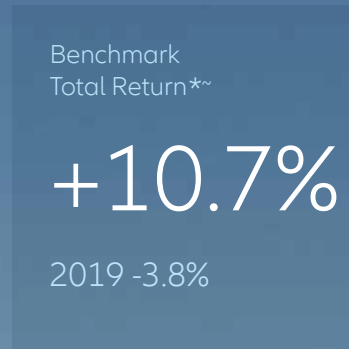 Benchmark
Total Return*~
+10.7%
2019 -3.8%